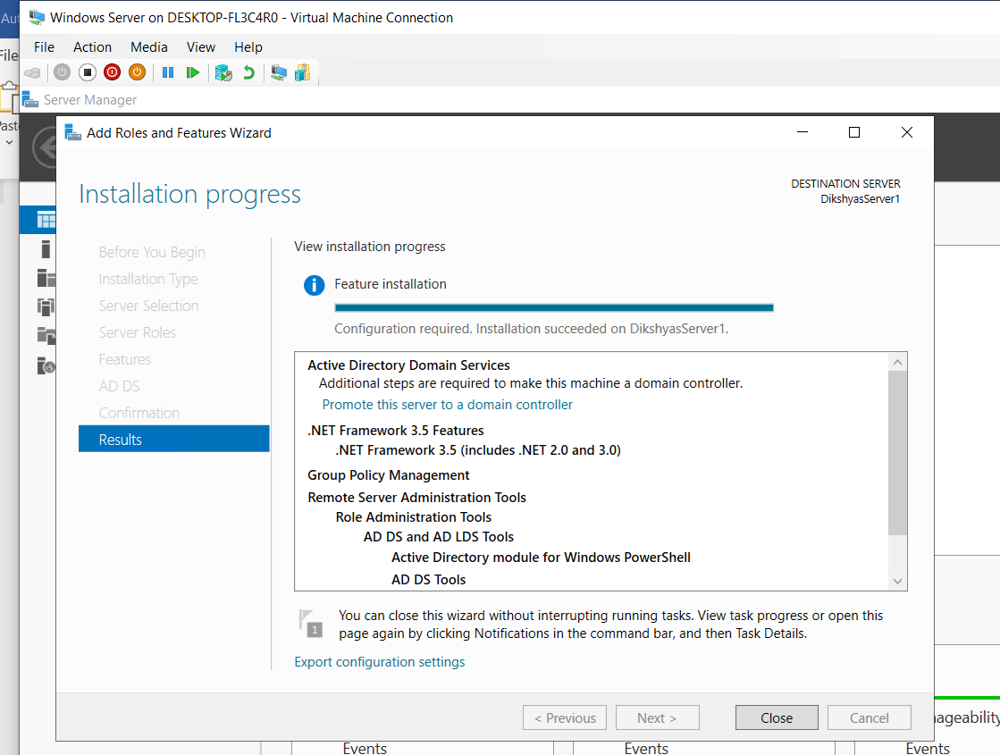 Windows Server on DESKTOP-FL3C4R0 - Virtual Machine Connection
File Action Media View Help
Server Manager
Add Roles and Features Wizard
Installation progress
DESTINATION SERVER
DikshyasServer1
Before You Begin
Installation Type
Server Selection
Server Roles
Features
AD DS
Confirmation
Results
View installation progress
Feature installation
Configuration required. Installation succeeded on DikshyasServer1.
Active Directory Domain Services
Additional steps are required to make this machine a domain controller.
Promote this server to a domain controller
.NET Framework 3.5 Features
.NET Framework 3.5 (includes .NET 2.0 and 3.0)
Group Policy Management
Remote Server Administration Tools
Role Administration Tools
AD DS and AD LDS Tools
Active Directory module for Windows PowerShell
AD DS Tools
1
You can close this wizard without interrupting running tasks. View task progress or open this
page again by clicking Notifications in the command bar, and then Task Details.
Export configuration settings
< Previous Next > Close Cancel
Events Events Events